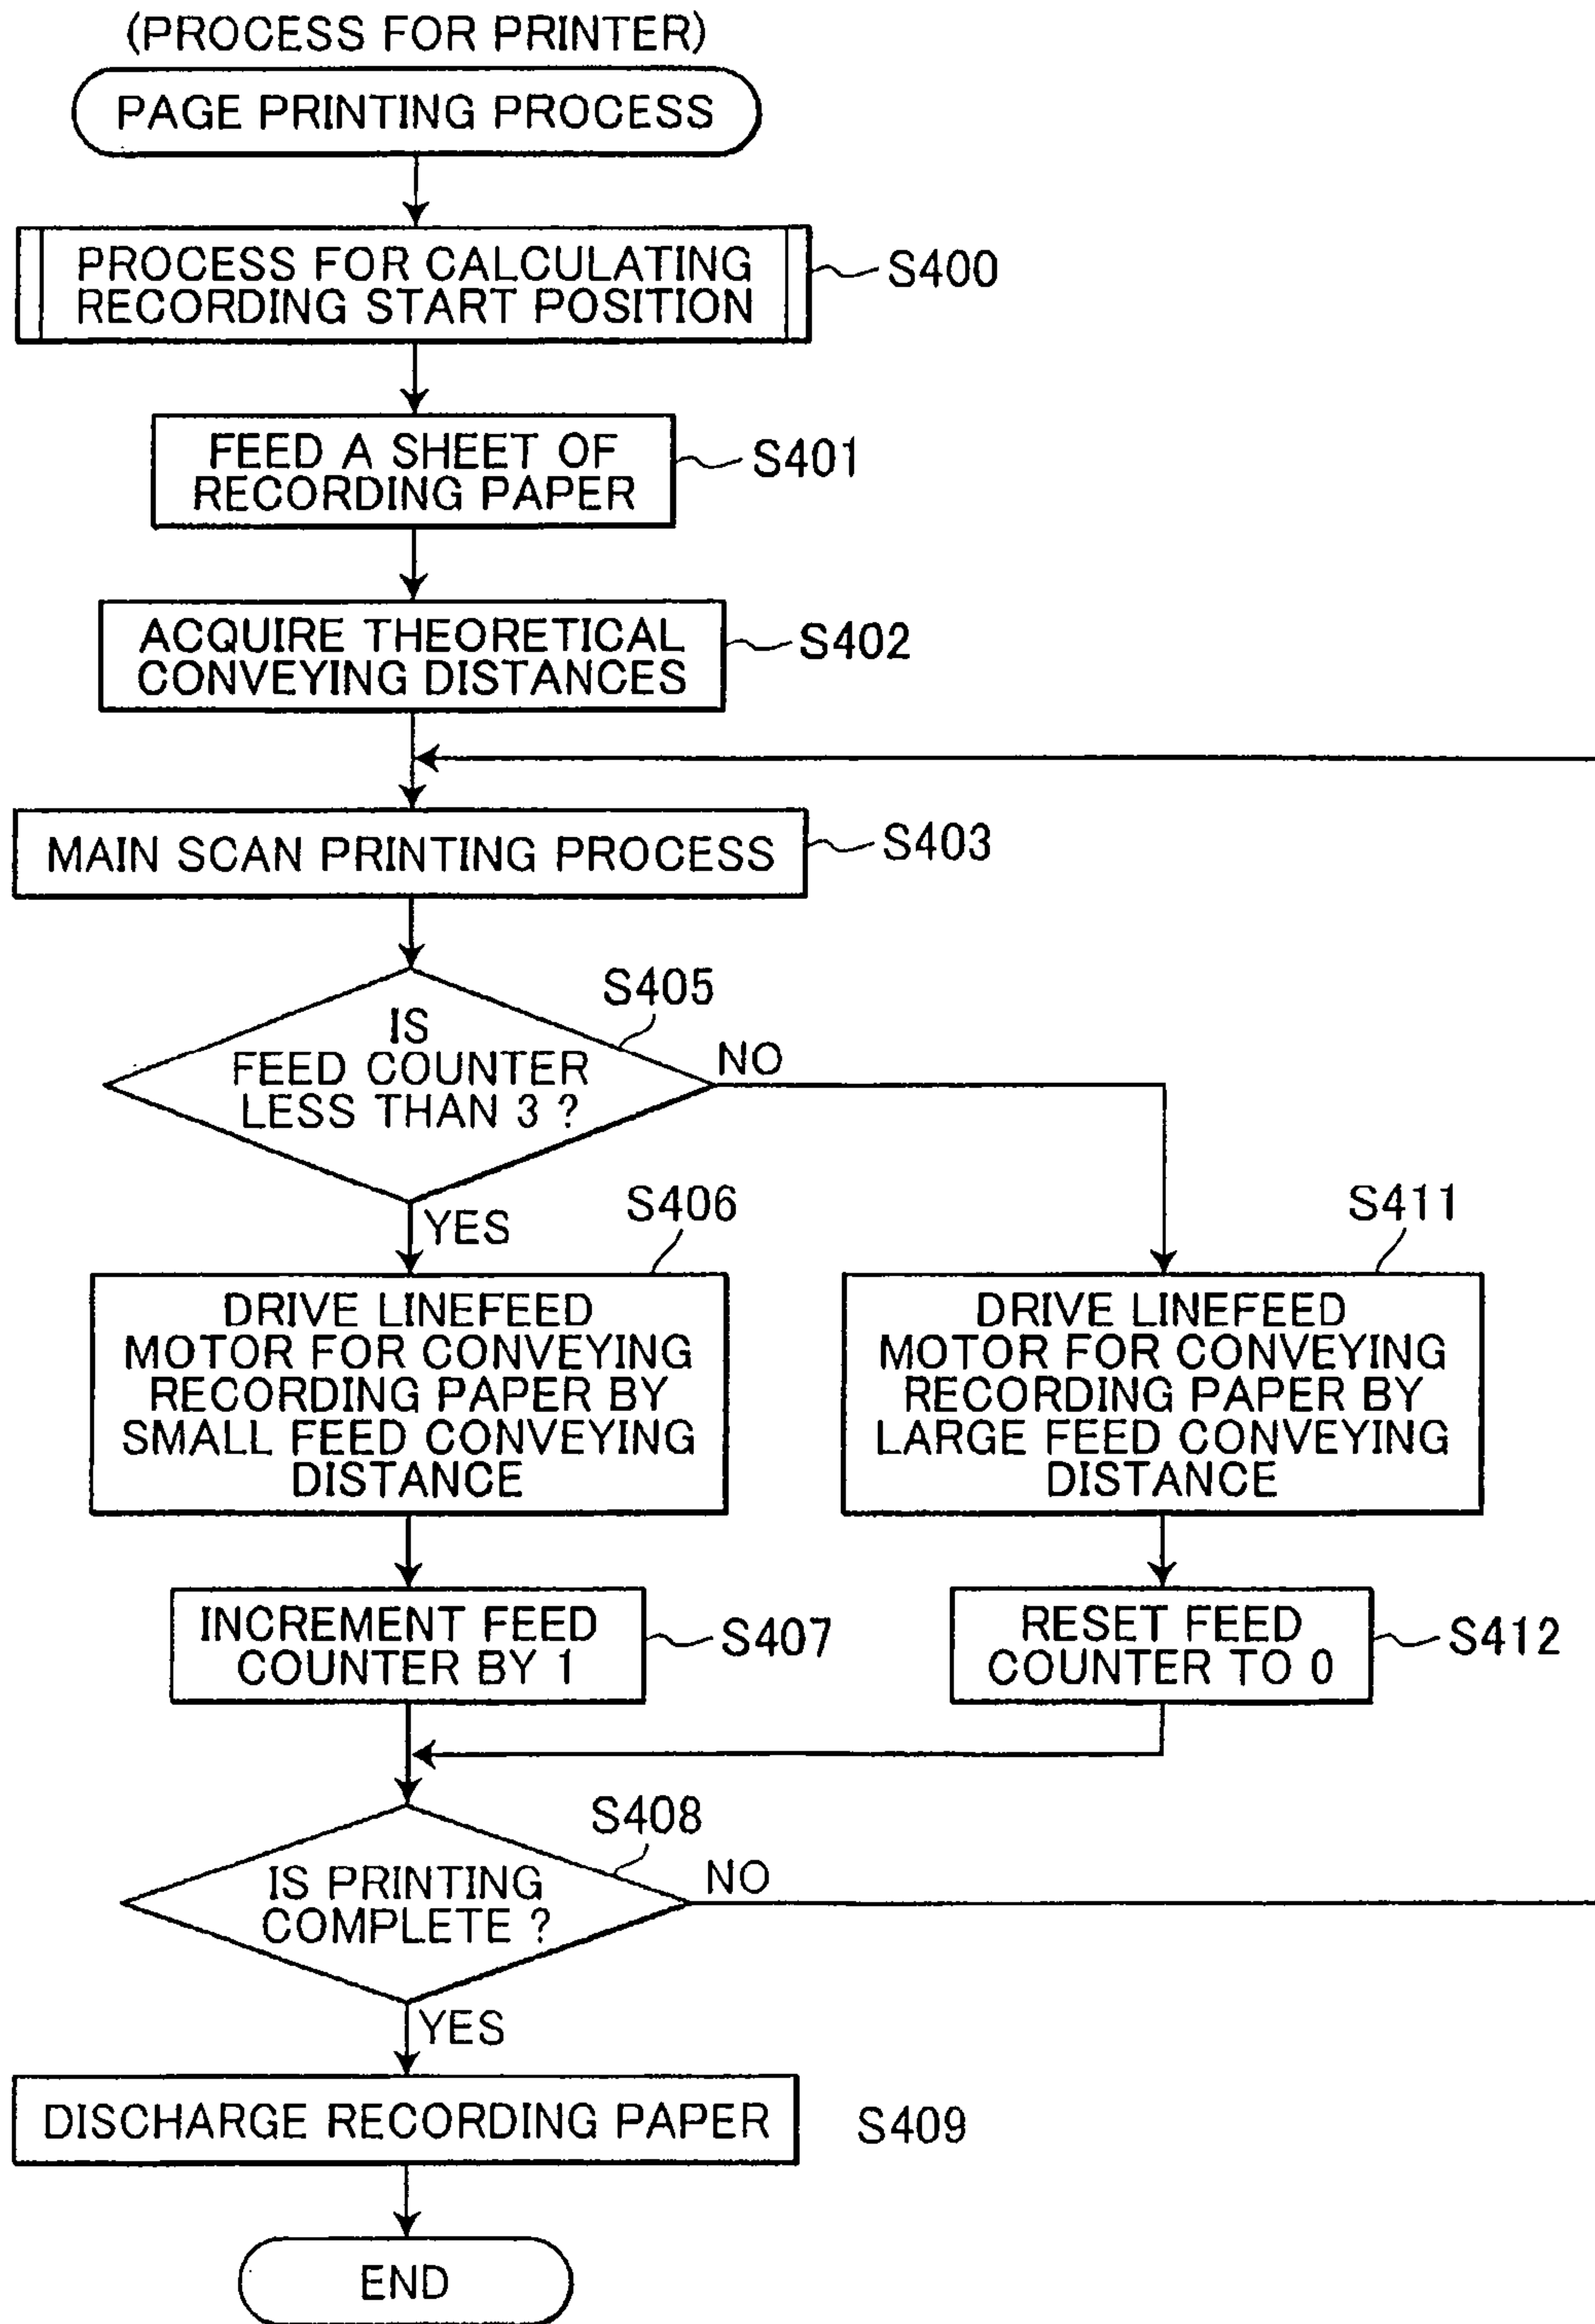 (PROCESS FOR PRINTER)
PAGE PRINTING PROCESS
PROCESS FOR CALCULATING
RECORDING START POSITION
S400
FEED A SHEET OF
RECORDING PAPER
S401
ACQUIRE THEORETICAL
CONVEYING DISTANCES
S402
MAIN SCAN PRINTING PROCESS
S403
S405
IS
FEED COUNTER
LESS THAN 3 ?
NO
YES
S406
DRIVE LINEFEED
MOTOR FOR CONVEYING
RECORDING PAPER BY
SMALL FEED CONVEYING
DISTANCE
S411
DRIVE LINEFEED
MOTOR FOR CONVEYING
RECORDING PAPER BY
LARGE FEED CONVEYING
DISTANCE
INCREMENT FEED
COUNTER BY 1
S407
RESET FEED
COUNTER TO 0
S412
S408
IS PRINTING
COMPLETE ?
NO
YES
DISCHARGE RECORDING PAPER
S409
END